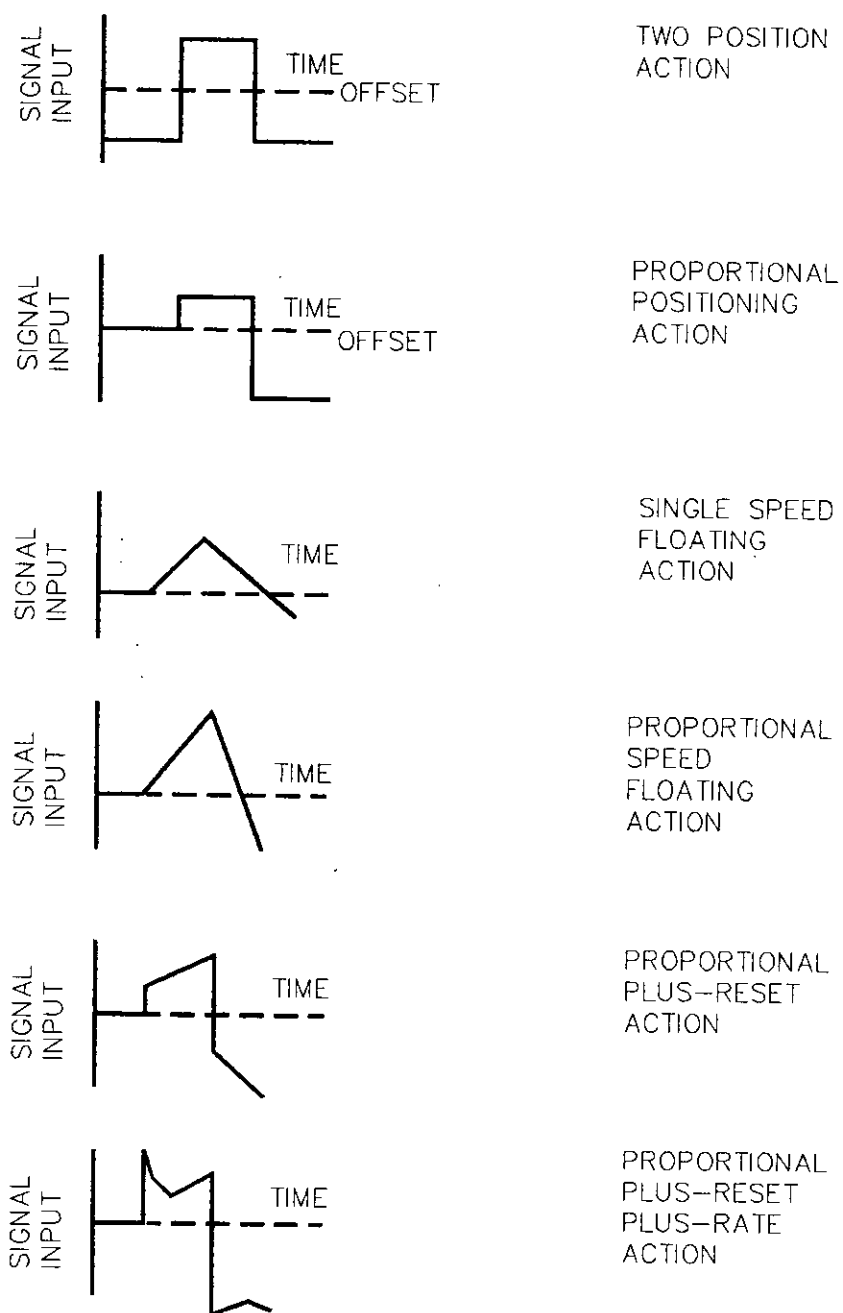 SIGNAL
INPUT
TIME
OFFSET
TWO POSITION
ACTION
SIGNAL
INPUT
TIME
OFFSET
PROPORTIONAL
POSITIONING
ACTION
SIGNAL
INPUT
TIME
SINGLE SPEED
FLOATING
ACTION
SIGNAL
INPUT
TIME
PROPORTIONAL
SPEED
FLOATING
ACTION
SIGNAL
INPUT
TIME
PROPORTIONAL
PLUS-RESET
ACTION
SIGNAL
INPUT
TIME
PROPORTIONAL
PLUS-RESET
PLUS-RATE
ACTION